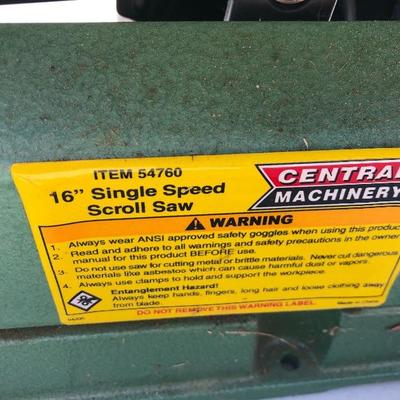 ITEM 54760
16" Single Speed
Scroll Saw
CENTRAL
MACHINERY
WARNING
1. Always wear ANSI approved safety goggles when using this product.
2. Read and adhere to all warnings and safety precautions in the owner
manual for this product BEFORE use.
3. Do not use saw for cutting metal or brittle materials. Never cut dangerous
materials like asbestos which can cause harmful dust or vapors.
4. Always use clamps to hold and support the workpiece.
Entanglement Hazard!
Always keep hands, fingers, long hair and loose clothing away
from blade.
Made in China
DO NOT REMOVE THIS WARNING LABEL